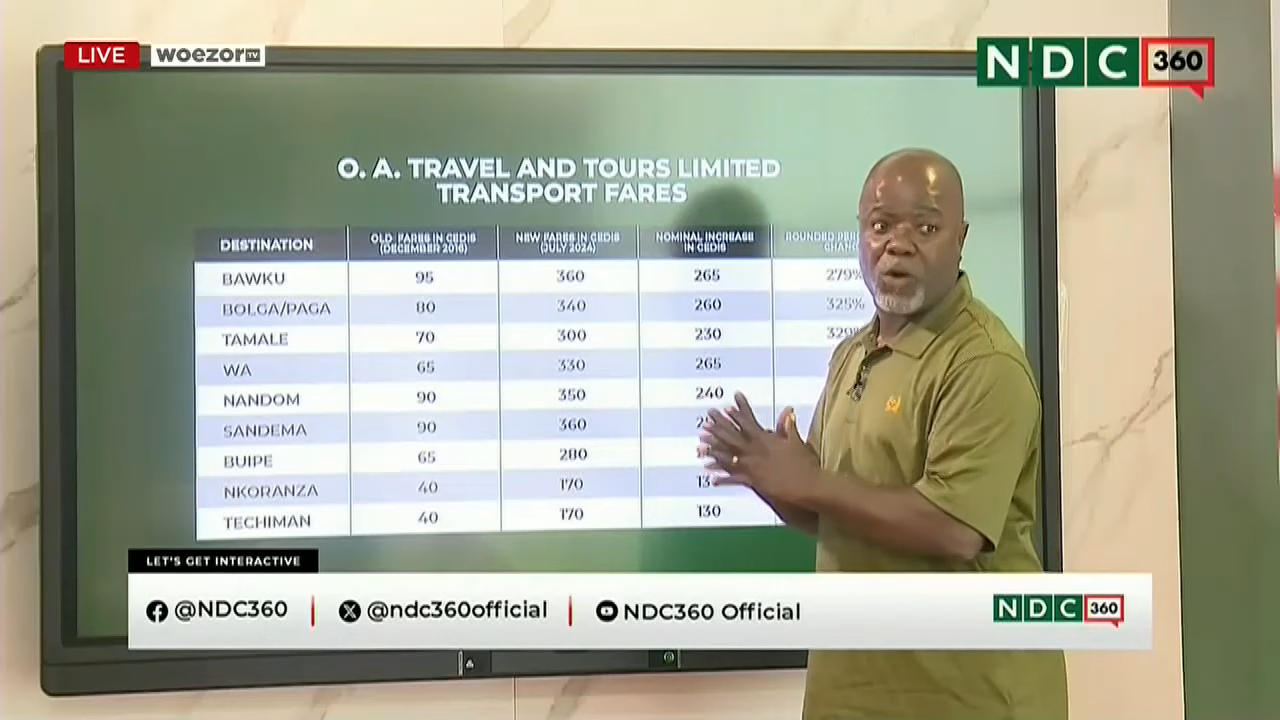 LIVE woezor TV
NDC 360
O. A. TRAVEL AND TOURS LIMITED
TRANSPORT FARES
DESTINATION OLD FARES IN CEDIS (DECEMBER 2016) NEW FARES IN CEDIS (JULY 2024) NOMINAL INCREASE IN CEDIS ROUNDED
BAWKU 95 360 265 279%
BOLGA/PAGA 80 340 260 325%
TAMALE 70 300 230 329%
WA 65 330 265
NANDOM 90 350 240
SANDEMA 90 360
BUIPE 65 280
NKORANZA 40 170
TECHIMAN 40 170 130
LET'S GET INTERACTIVE
@NDC360 @ndc360official NDC360 Official
NDC 360